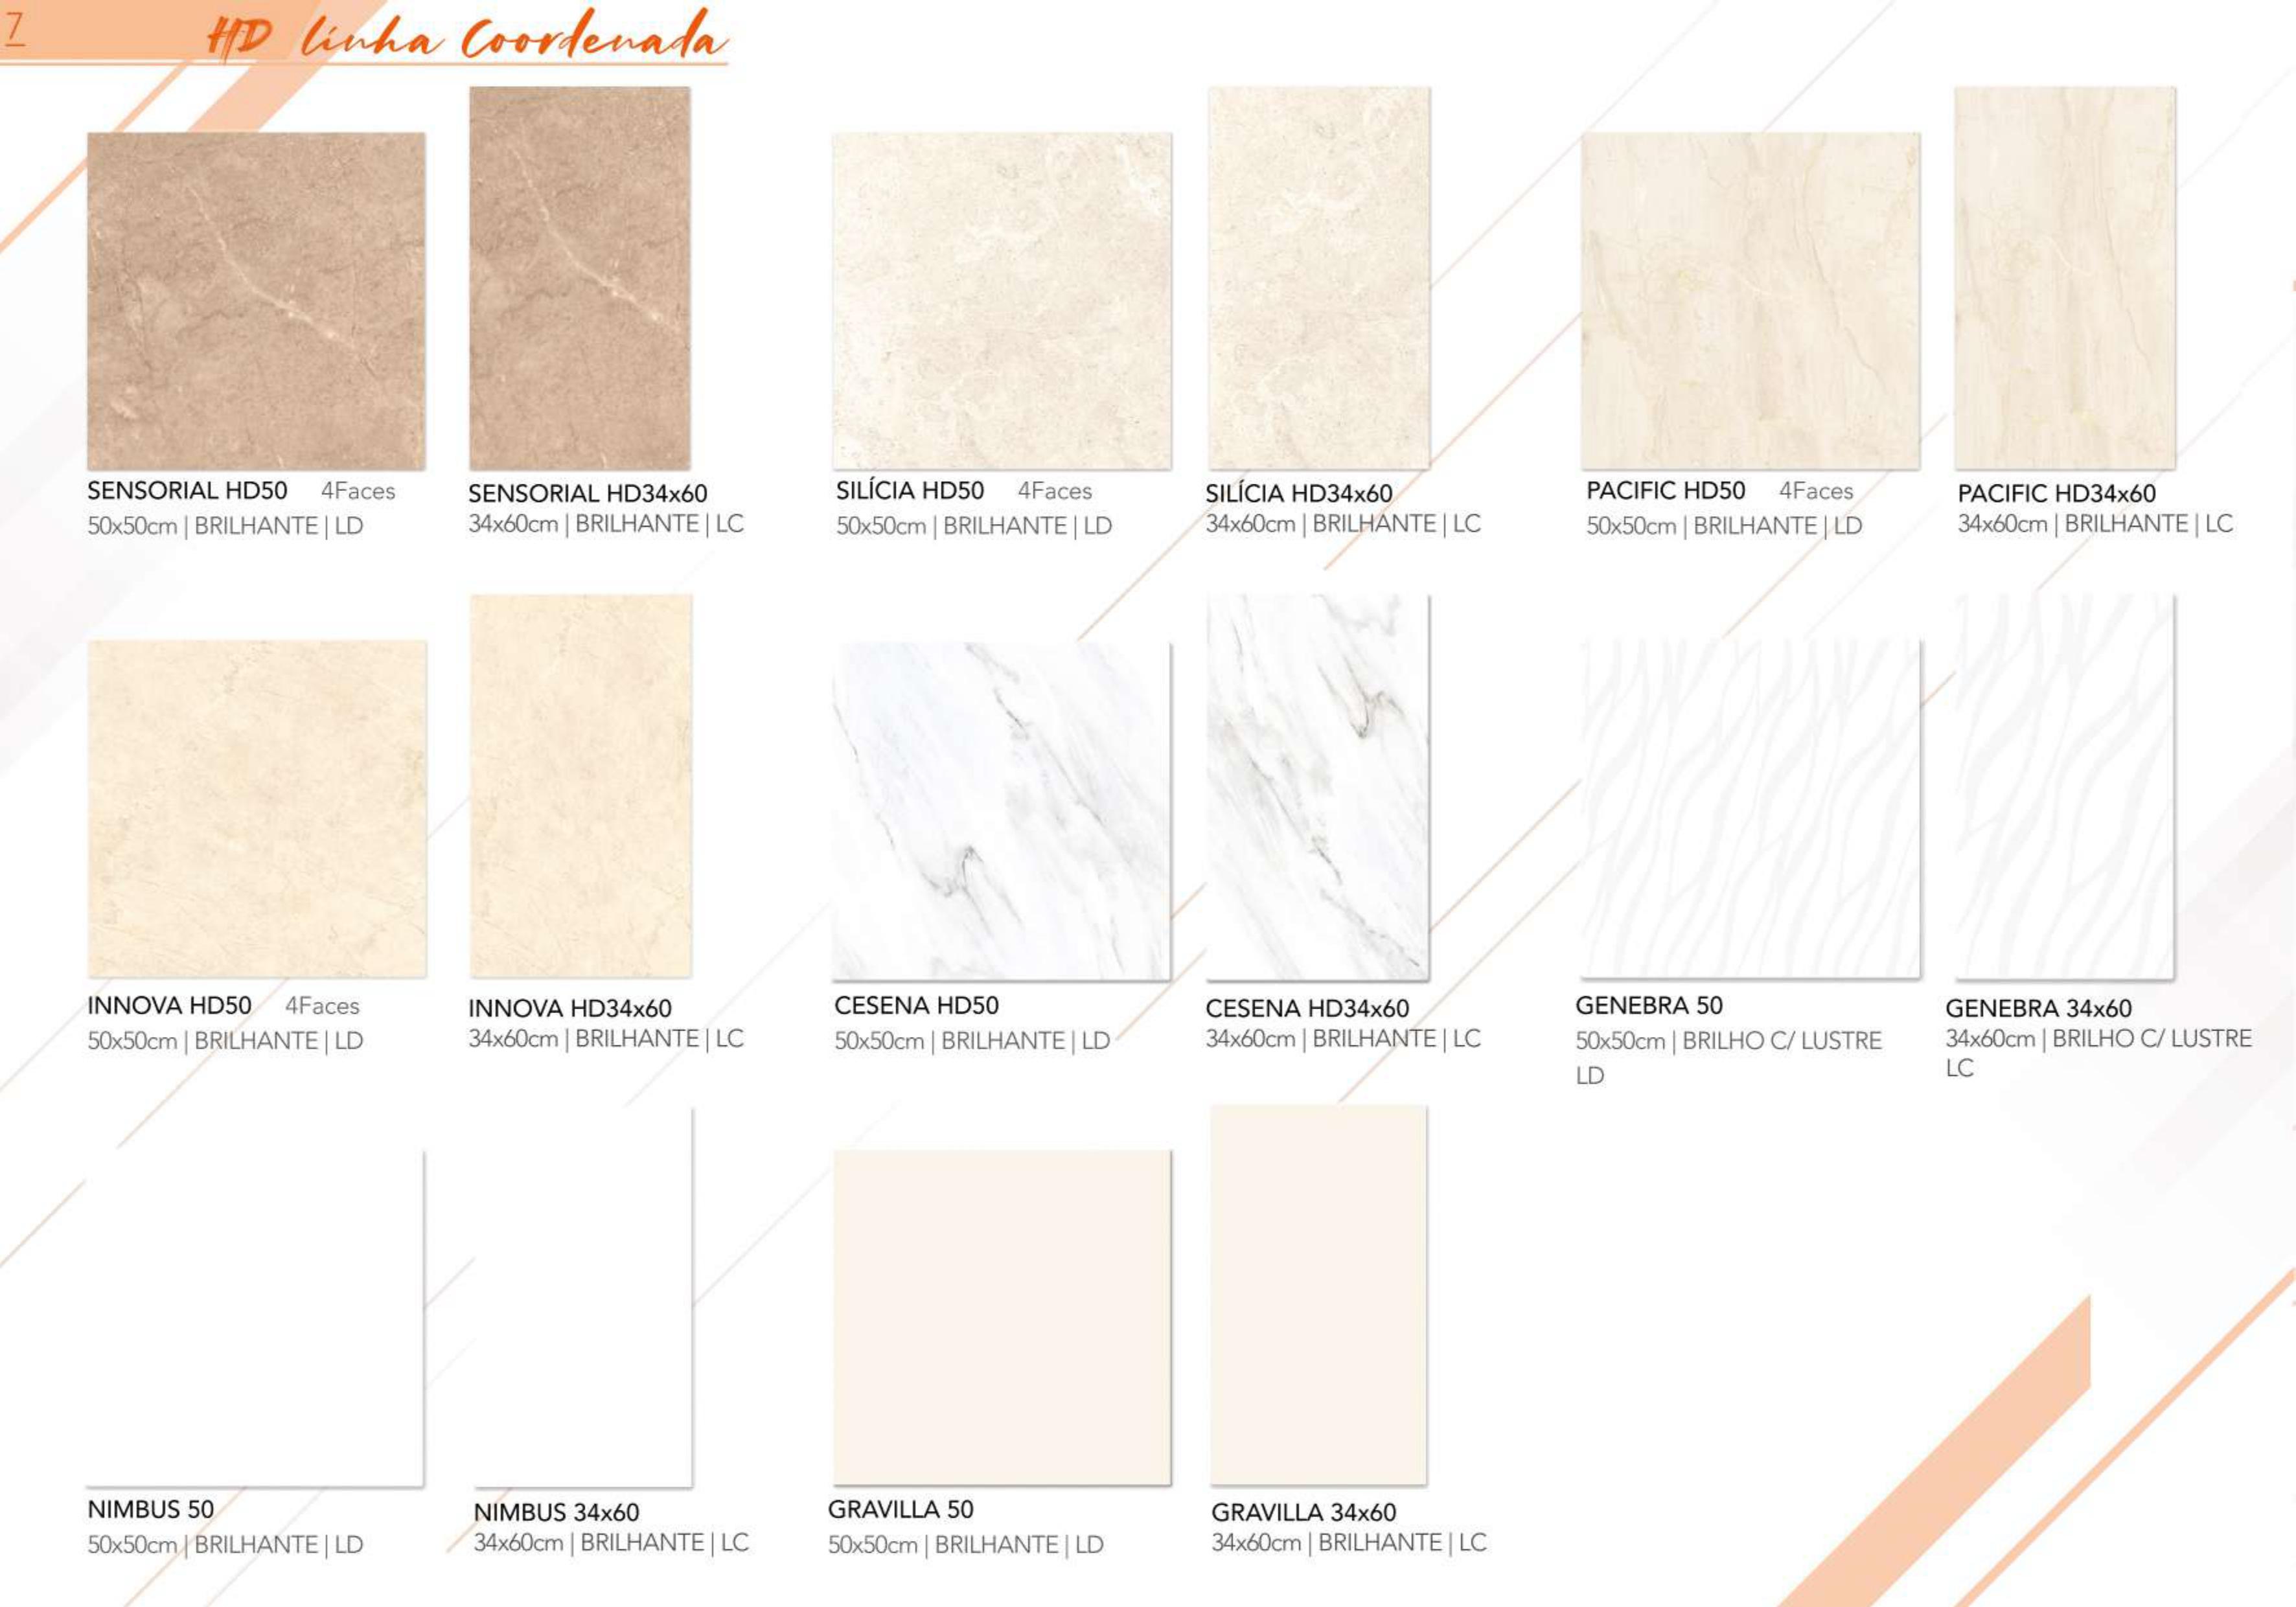 7
HD linha Coordenada
SENSORIAL HD50 4Faces
50x50cm | BRILHANTE | LD
SENSORIAL HD34x60
34x60cm | BRILHANTE | LC
SILÍCIA HD50 4Faces
50x50cm | BRILHANTE | LD
SILÍCIA HD34x60
34x60cm | BRILHANTE | LC
PACIFIC HD50 4Faces
50x50cm | BRILHANTE | LD
PACIFIC HD34x60
34x60cm | BRILHANTE | LC
INNOVA HD50 4Faces
50x50cm | BRILHANTE | LD
INNOVA HD34x60
34x60cm | BRILHANTE | LC
CESENA HD50
50x50cm | BRILHANTE | LD
CESENA HD34x60
34x60cm | BRILHANTE | LC
GENEBRA 50
50x50cm | BRILHO C/ LUSTRE
LD
GENEBRA 34x60
34x60cm | BRILHO C/ LUSTRE
LC
NIMBUS 50
50x50cm | BRILHANTE | LD
NIMBUS 34x60
34x60cm | BRILHANTE | LC
GRAVILLA 50
50x50cm | BRILHANTE | LD
GRAVILLA 34x60
34x60cm | BRILHANTE | LC